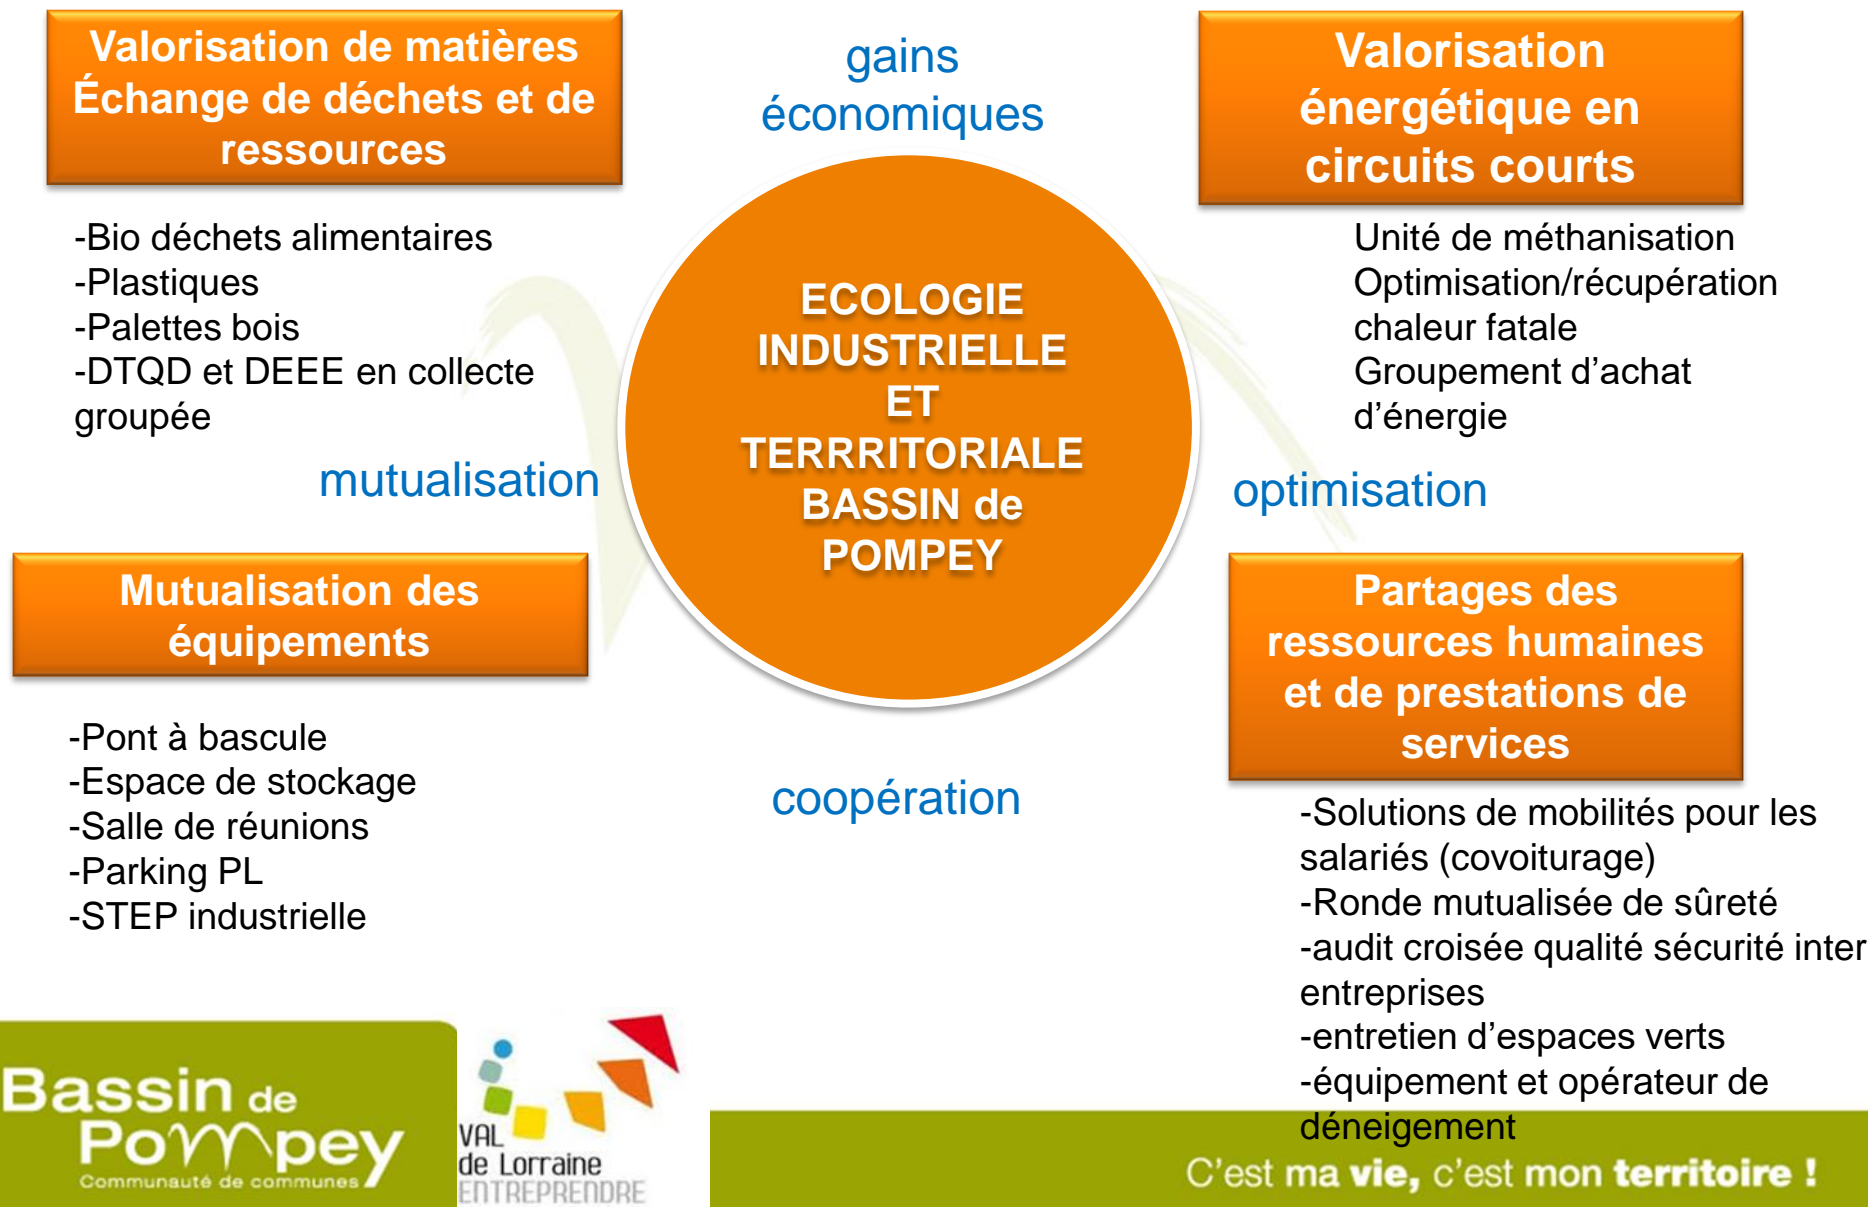 Valorisation de matières
Échange de déchets et de
ressources
-Bio déchets alimentaires
-Plastiques
-Palettes bois
-DTQD et DEEE en collecte
groupée
gains
économiques
Valorisation
énergétique en
circuits courts
Unité de méthanisation
Optimisation/récupération
chaleur fatale
Groupement d’achat
d’énergie
ECOLOGIE
INDUSTRIELLE
ET
TERRRITORIALE
BASSIN de
POMPEY
mutualisation
optimisation
Mutualisation des
équipements
-Pont à bascule
-Espace de stockage
-Salle de réunions
-Parking PL
-STEP industrielle
coopération
Partages des
ressources humaines
et de prestations de
services
-Solutions de mobilités pour les
salariés (covoiturage)
-Ronde mutualisée de sûreté
-audit croisée qualité sécurité inter
entreprises
-entretien d’espaces verts
-équipement et opérateur de
déneigement
Bassin de
Pompey
Communauté de communes
VAL
de Lorraine
ENTREPRENDRE
C’est ma vie, c’est mon territoire !